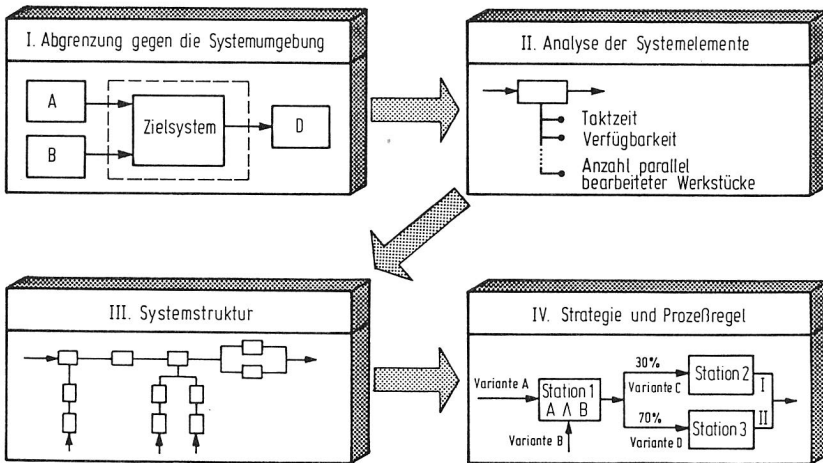 I. Abgrenzung gegen die Systemumgebung
A
B
Zielsystem
D
II. Analyse der Systemelemente
Taktzeit
Verfügbarkeit
Anzahl parallel
bearbeiteter Werkstücke
III. Systemstruktur
IV. Strategie und Prozeßregel
Variante A
Station 1
A ∧ B
Variante B
30%
Variante C
Station 2
I
70%
Variante D
Station 3
II